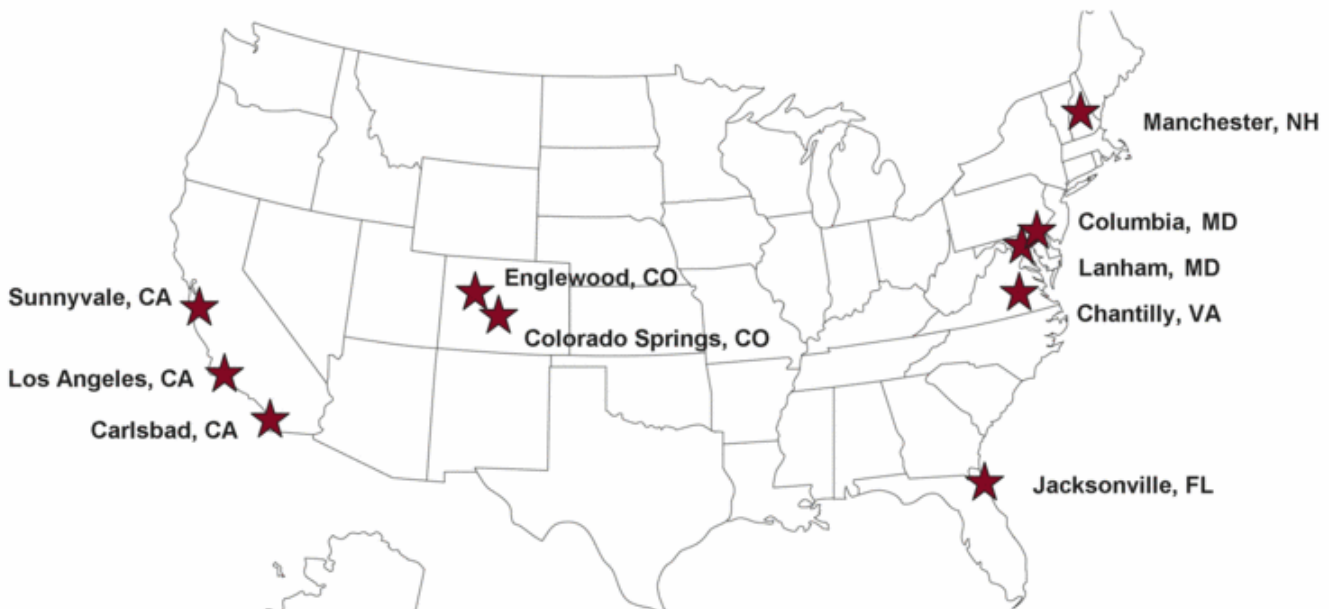 Manchester, NH
Columbia, MD
Englewood, CO
Lanham, MD
Sunnyvale, CA
Chantilly, VA
Colorado Springs, CO
Los Angeles, CA
Carlsbad, CA
Jacksonville, FL